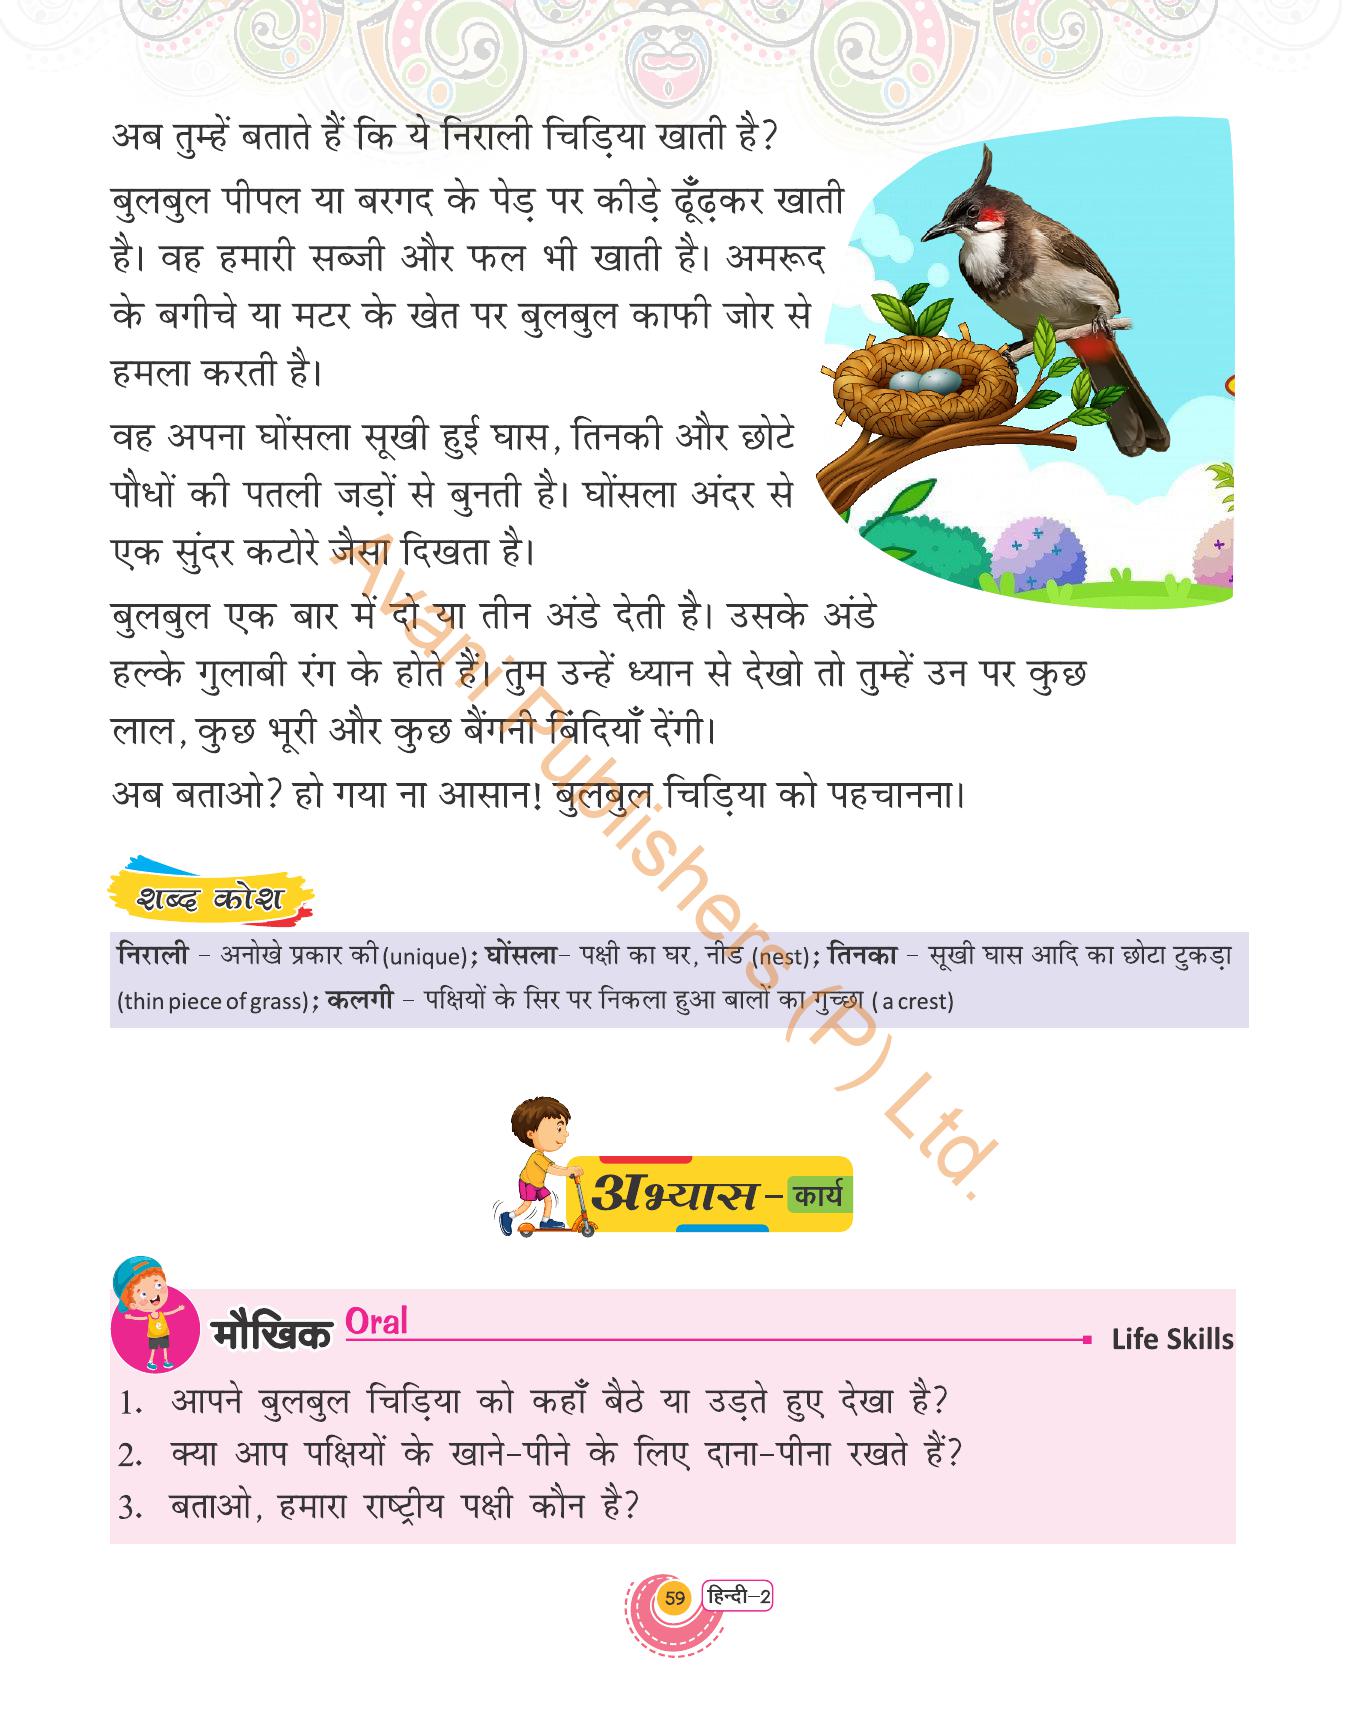 अब तुम्हें बताते हैं कि ये निराली चिड़िया खाती है?
बुलबुल पीपल या बरगद के पेड़ पर कीड़े ढूँढ़कर खाती
है। वह हमारी सब्जी और फल भी खाती है। अमरूद
के बगीचे या मटर के खेत पर बुलबुल काफी जोर से
हमला करती है।
वह अपना घोंसला सूखी हुई घास, तिनकी और छोटे
पौधों की पतली जड़ों से बुनती है। घोंसला अंदर से
एक सुंदर कटोरे जैसा दिखता है।
बुलबुल एक बार में दो या तीन अंडे देती है। उसके अंडे
हल्के गुलाबी रंग के होते हैं। तुम उन्हें ध्यान से देखो तो तुम्हें उन पर कुछ
लाल, कुछ भूरी और कुछ बैंगनी बिंदियाँ देंगी।
अब बताओ? हो गया ना आसान! बुलबुल चिड़िया को पहचानना।
Avani Publishers (P) Ltd.
शब्द कोश
निराली – अनोखे प्रकार की (unique); घोंसला– पक्षी का घर, नीड (nest); तिनका – सूखी घास आदि का छोटा टुकड़ा
(thin piece of grass); कलगी – पक्षियों के सिर पर निकला हुआ बालों का गुच्छा ( a crest)
अभ्यास – कार्य
मौखिक Oral Life Skills
1. आपने बुलबुल चिड़िया को कहाँ बैठे या उड़ते हुए देखा है?
2. क्या आप पक्षियों के खाने-पीने के लिए दाना-पीना रखते हैं?
3. बताओ, हमारा राष्ट्रीय पक्षी कौन है?
59 हिन्दी–2